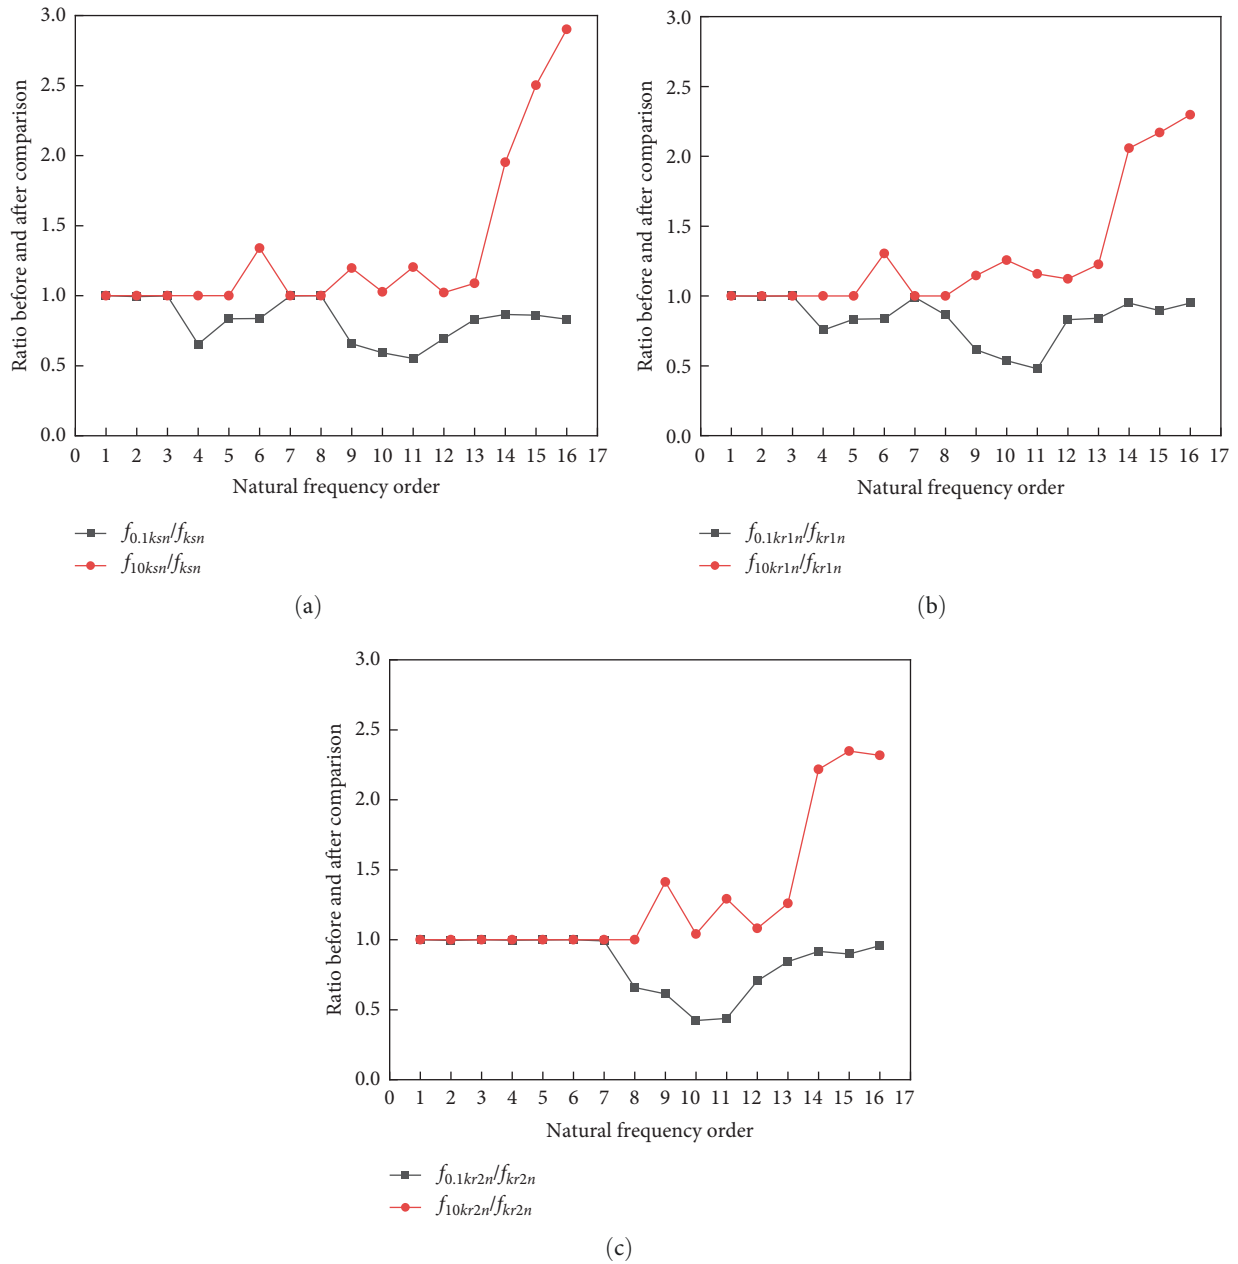 3.0
2.5
2.0
1.5
1.0
0.5
0.0
Ratio before and after comparison
0 1 2 3 4 5 6 7 8 9 10 11 12 13 14 15 16 17
Natural frequency order
f0.1ksn/fksn
f10ksn/fksn
(a)
3.0
2.5
2.0
1.5
1.0
0.5
0.0
Ratio before and after comparison
0 1 2 3 4 5 6 7 8 9 10 11 12 13 14 15 16 17
Natural frequency order
f0.1kr1n/fkr1n
f10kr1n/fkr1n
(b)
3.0
2.5
2.0
1.5
1.0
0.5
0.0
Ratio before and after comparison
0 1 2 3 4 5 6 7 8 9 10 11 12 13 14 15 16 17
Natural frequency order
f0.1kr2n/fkr2n
f10kr2n/fkr2n
(c)